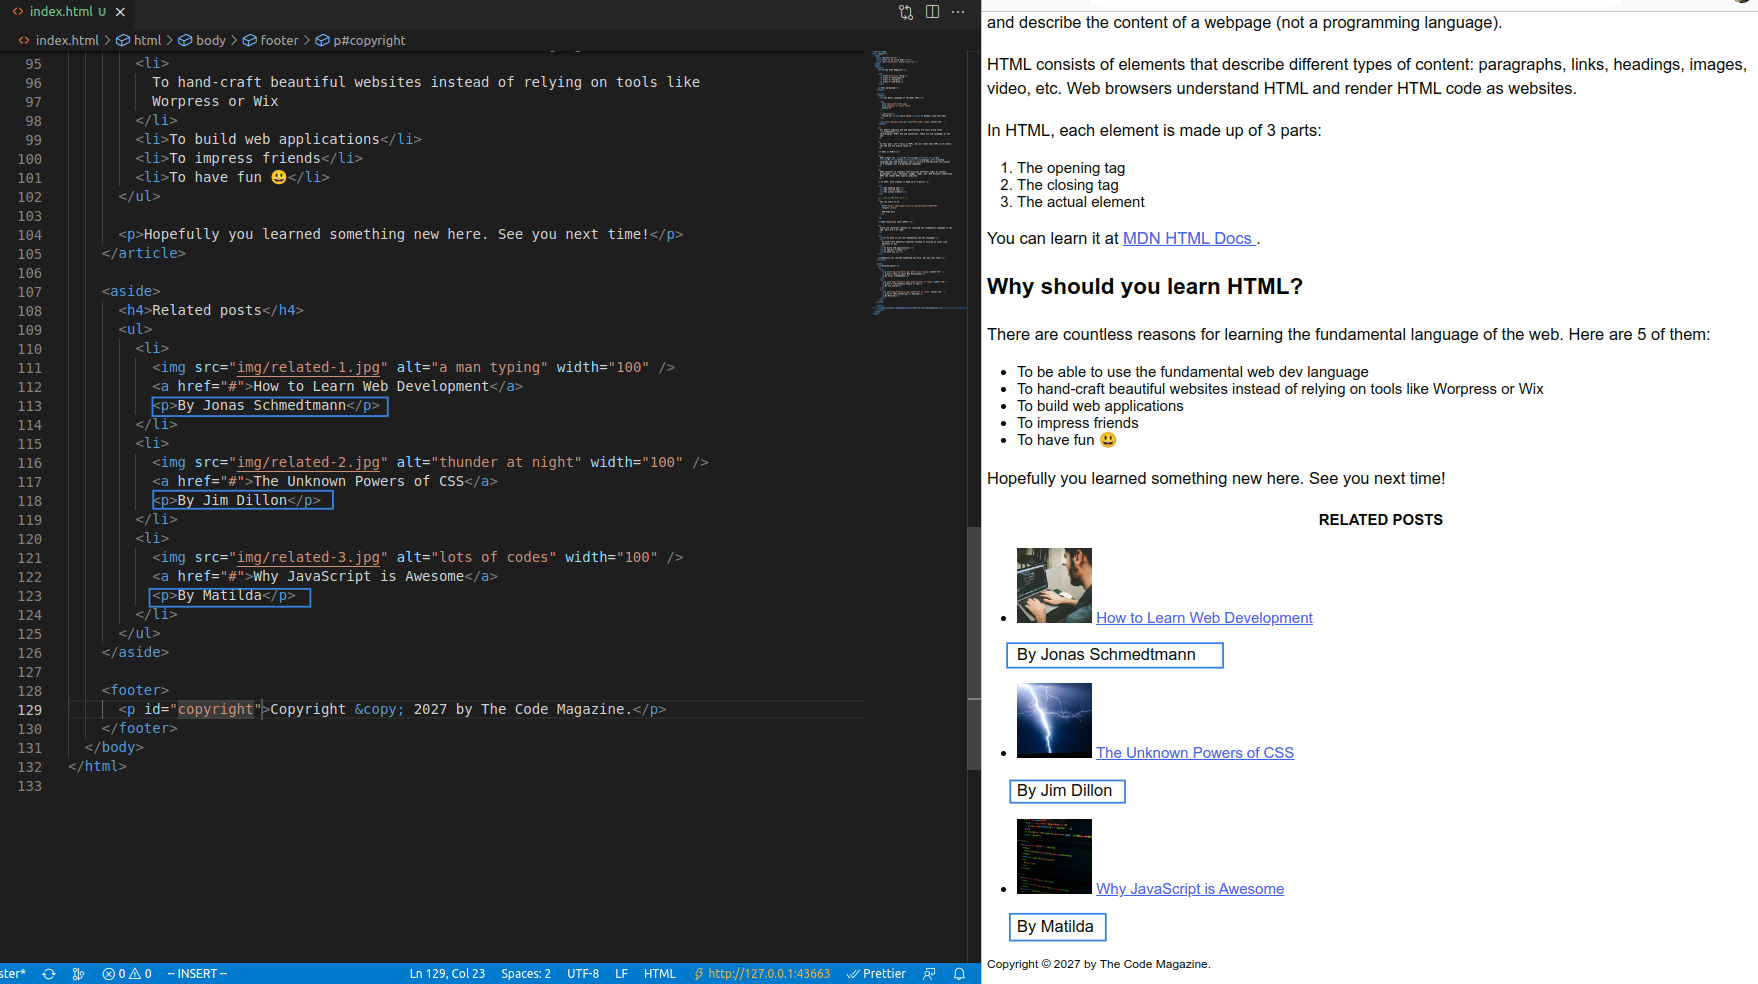 index.html U
index.html > html > body > footer > p#copyright
95 <li>
96 To hand-craft beautiful websites instead of relying on tools like
97 Worpress or Wix
98 </li>
99 <li>To build web applications</li>
100 <li>To impress friends</li>
101 <li>To have fun 😃</li>
102 </ul>
103
104 <p>Hopefully you learned something new here. See you next time!</p>
105 </article>
106
107 <aside>
108 <h4>Related posts</h4>
109 <ul>
110 <li>
111 <img src="img/related-1.jpg" alt="a man typing" width="100" />
112 <a href="#">How to Learn Web Development</a>
113 <p>By Jonas Schmedtmann</p>
114 </li>
115 <li>
116 <img src="img/related-2.jpg" alt="thunder at night" width="100" />
117 <a href="#">The Unknown Powers of CSS</a>
118 <p>By Jim Dillon</p>
119 </li>
120 <li>
121 <img src="img/related-3.jpg" alt="lots of codes" width="100" />
122 <a href="#">Why JavaScript is Awesome</a>
123 <p>By Matilda</p>
124 </li>
125 </ul>
126 </aside>
127
128 <footer>
129 <p id="copyright">Copyright &copy; 2027 by The Code Magazine.</p>
130 </footer>
131 </body>
132 </html>
133
ster* 0 0 -- INSERT -- Ln 129, Col 23 Spaces: 2 UTF-8 LF HTML http://127.0.0.1:43663 Prettier
and describe the content of a webpage (not a programming language).
HTML consists of elements that describe different types of content: paragraphs, links, headings, images,
video, etc. Web browsers understand HTML and render HTML code as websites.
In HTML, each element is made up of 3 parts:
1. The opening tag
2. The closing tag
3. The actual element
You can learn it at MDN HTML Docs .
Why should you learn HTML?
There are countless reasons for learning the fundamental language of the web. Here are 5 of them:
• To be able to use the fundamental web dev language
• To hand-craft beautiful websites instead of relying on tools like Worpress or Wix
• To build web applications
• To impress friends
• To have fun 😃
Hopefully you learned something new here. See you next time!
RELATED POSTS
• How to Learn Web Development
By Jonas Schmedtmann
• The Unknown Powers of CSS
By Jim Dillon
• Why JavaScript is Awesome
By Matilda
Copyright © 2027 by The Code Magazine.